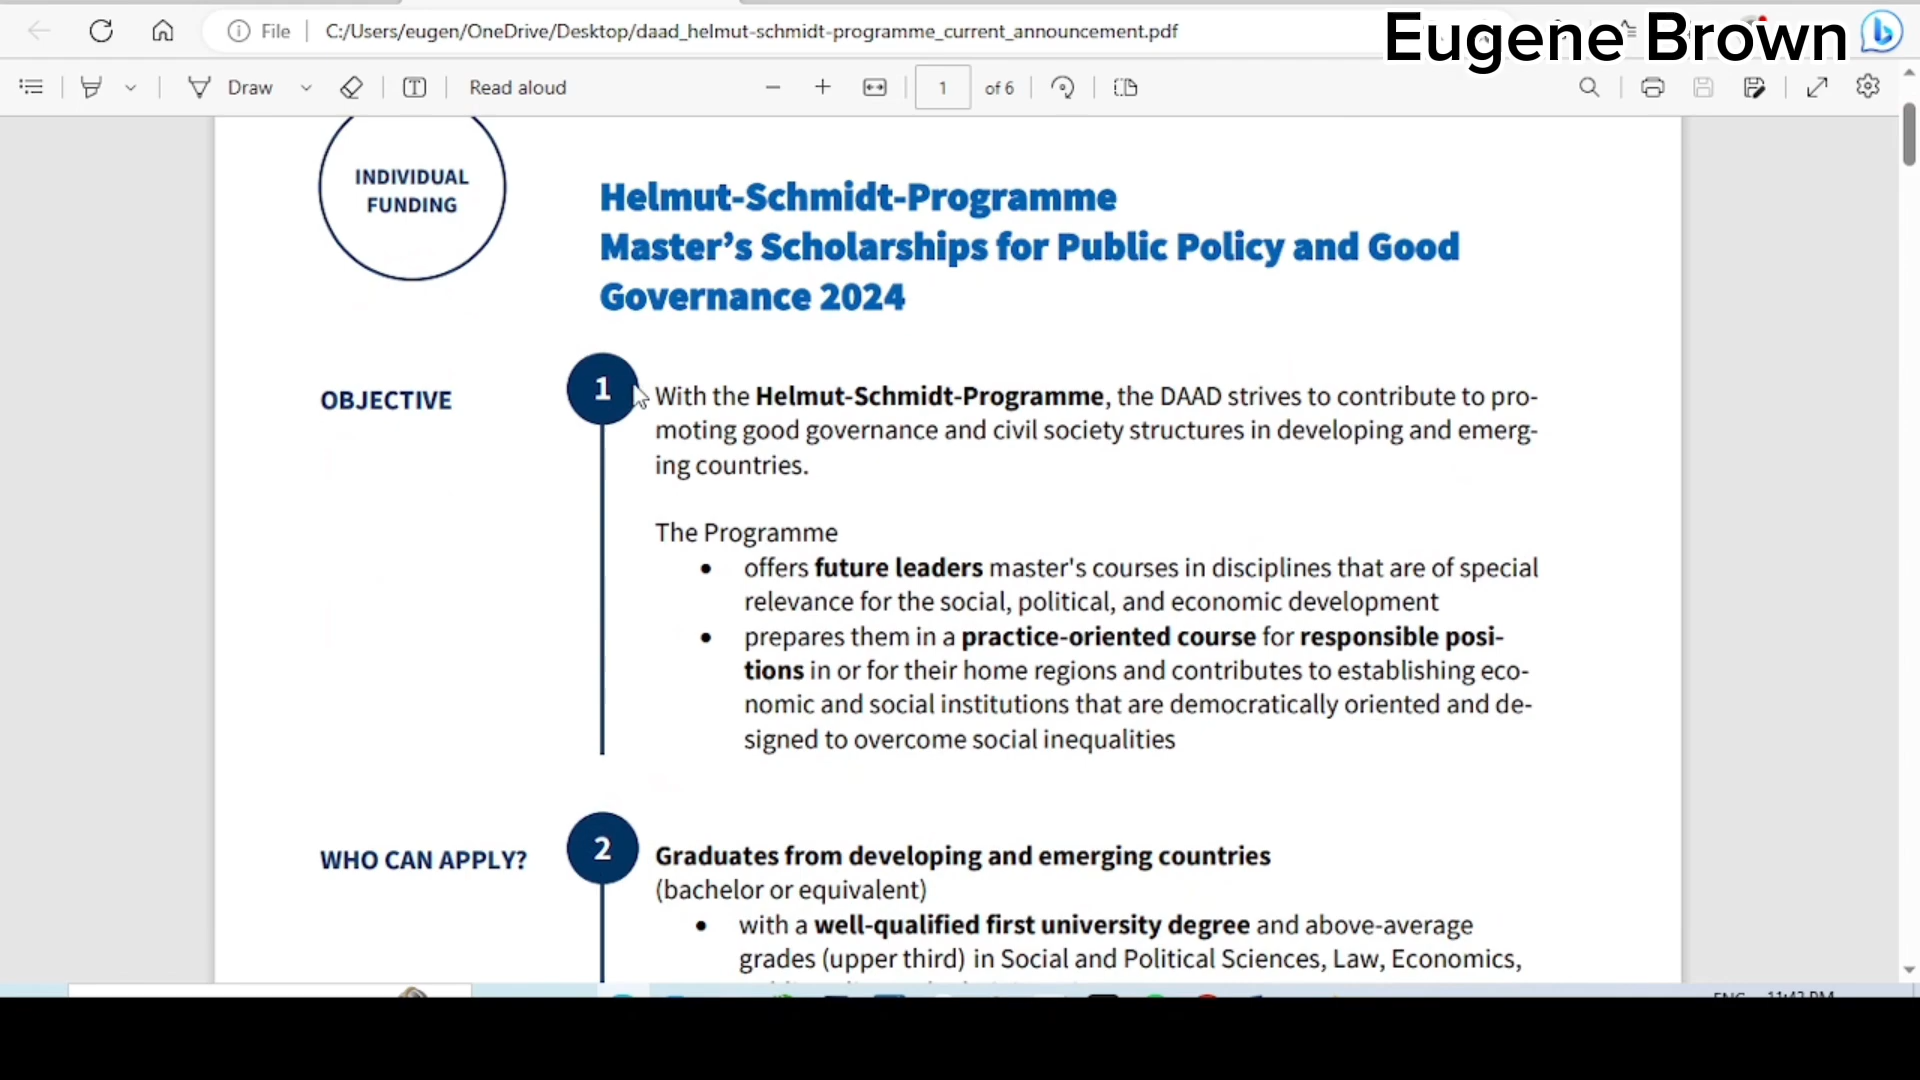 File
C:/Users/eugen/OneDrive/Desktop/daad_helmut-schmidt-programme_current_announcement.pdf
Eugene Brown
Draw
Read aloud
1
of 6
INDIVIDUAL
FUNDING
Helmut-Schmidt-Programme
Master’s Scholarships for Public Policy and Good
Governance 2024
OBJECTIVE
1
With the Helmut-Schmidt-Programme, the DAAD strives to contribute to pro-
moting good governance and civil society structures in developing and emerg-
ing countries.
The Programme
• offers future leaders master's courses in disciplines that are of special
relevance for the social, political, and economic development
• prepares them in a practice-oriented course for responsible posi-
tions in or for their home regions and contributes to establishing eco-
nomic and social institutions that are democratically oriented and de-
signed to overcome social inequalities
WHO CAN APPLY?
2
Graduates from developing and emerging countries
(bachelor or equivalent)
• with a well-qualified first university degree and above-average
grades (upper third) in Social and Political Sciences, Law, Economics,